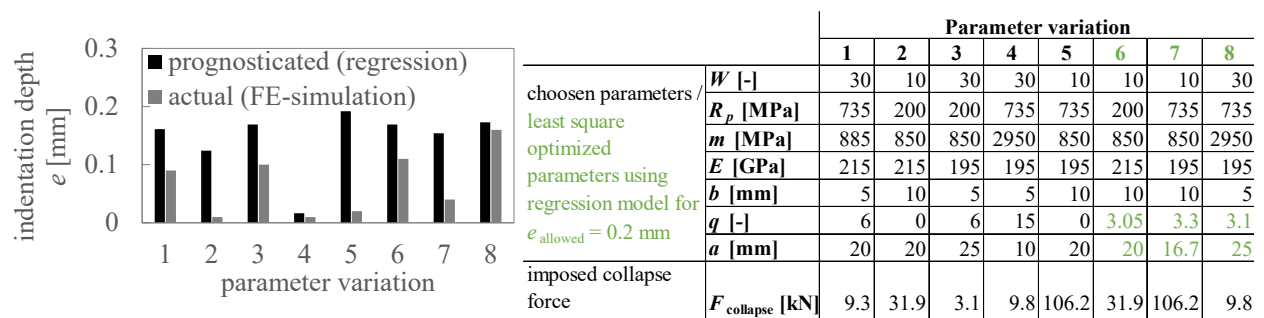 0.3
0.2
0.1
0
indentation depth
e [mm]
prognosticated (regression)
actual (FE-simulation)
1 2 3 4 5 6 7 8
parameter variation
Parameter variation
1 2 3 4 5 6 7 8
choosen parameters /
least square
optimized
parameters using
regression model for
e allowed = 0.2 mm
W [-] 30 10 30 30 10 10 10 30
R p [MPa] 735 200 200 735 735 200 735 735
m [MPa] 885 850 850 2950 850 850 850 2950
E [GPa] 215 215 195 195 195 215 195 195
b [mm] 5 10 5 5 10 10 10 5
q [-] 6 0 6 15 0 3.05 3.3 3.1
a [mm] 20 20 25 10 20 20 16.7 25
imposed collapse
force
F collapse [kN] 9.3 31.9 3.1 9.8 106.2 31.9 106.2 9.8